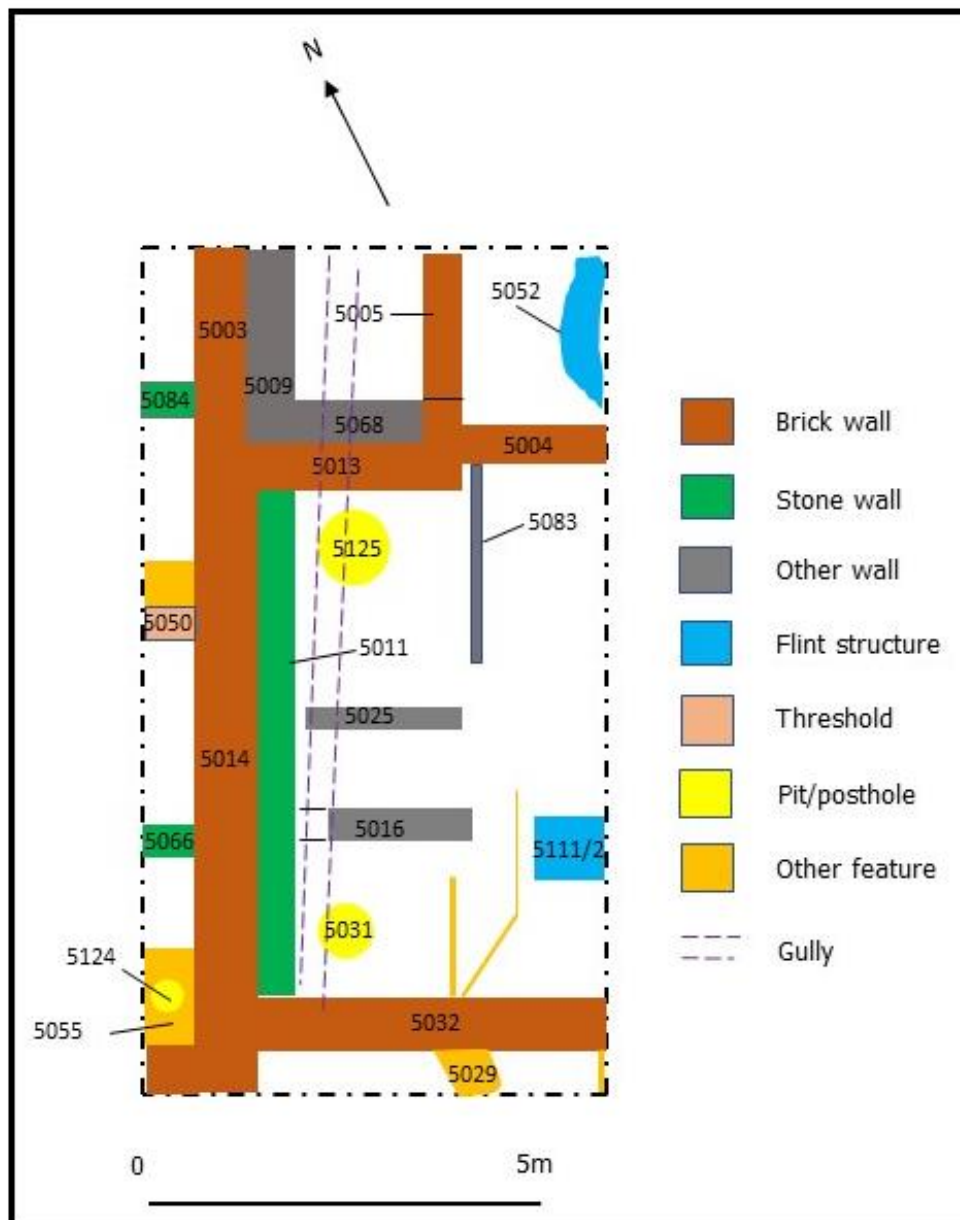 N
5052
5005
5003
5084
5009
5068
5004
5013
5083
5125
5050
5011
5025
5014
5016
5066
5111/2
5031
5124
5055
5032
5029
Brick wall
Stone wall
Other wall
Flint structure
Threshold
Pit/posthole
Other feature
Gully
0
5m